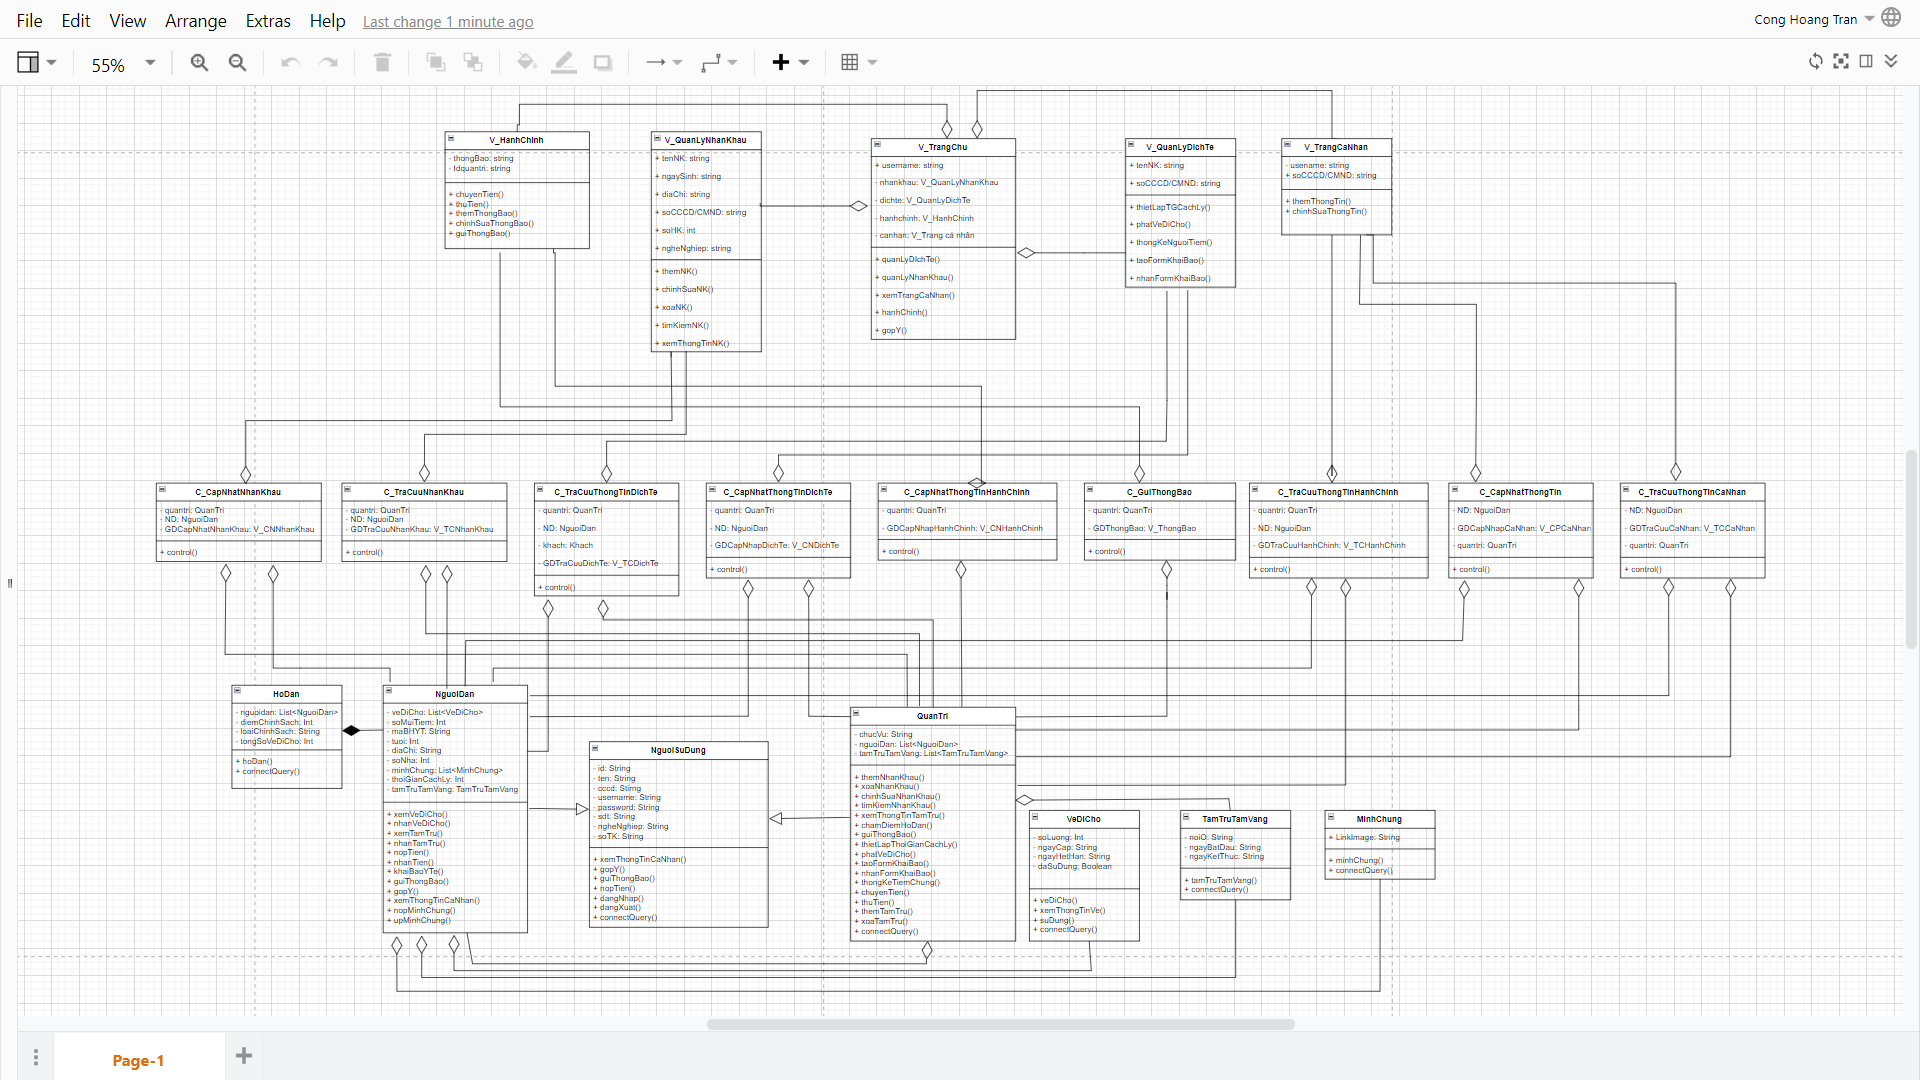 File Edit View Arrange Extras Help Last change 1 minute ago
Cong Hoang Tran
55%
V_HanhChinh
- thongBao: string
- Idquantri: string
+ chuyenTien()
+ thuTien()
+ themThongBao()
+ chinhSuaThongBao()
+ guiThongBao()
V_QuanLyNhanKhau
+ tenNK: string
+ ngaySinh: string
+ diaChi: string
+ soCCCD/CMND: string
+ soHK: int
+ ngheNghiep: string
+ themNK()
+ chinhSuaNK()
+ xoaNK()
+ timKiemNK()
+ xemThongTinNK()
V_TrangChu
+ username: string
- nhankhau: V_QuanLyNhanKhau
- dichte: V_QuanLyDichTe
- hanhchinh: V_HanhChinh
- canhan: V_Trang cá nhân
+ quanLyDIchTe()
+ quanLyNhanKhau()
+ xemTrangCaNhan()
+ hanhChinh()
+ gopY()
V_QuanLyDichTe
+ tenNK: string
+ soCCCD/CMND: string
+ thietLapTGCachLy()
+ phatVeDiCho()
+ thongKeNguoiTiem()
+ taoFormKhaiBao()
+ nhanFormKhaiBao()
V_TrangCaNhan
- usename: string
+ soCCCD/CMND: string
+ themThongTin()
+ chinhSuaThongTin()
C_CapNhatNhanKhau
- quantri: QuanTri
- ND: NguoiDan
- GDCapNhatNhanKhau: V_CNNhanKhau
+ control()
C_TraCuuNhanKhau
- quantri: QuanTri
- ND: NguoiDan
- GDTraCuuNhanKhau: V_TCNhanKhau
+ control()
C_TraCuuThongTinDichTe
- quantri: QuanTri
- ND: NguoiDan
- khach: Khach
- GDTraCuuDichTe: V_TCDichTe
+ control()
C_CapNhatThongTinDichTe
- quantri: QuanTri
- ND: NguoiDan
- GDCapNhapDichTe: V_CNDichTe
+ control()
C_CapNhatThongTinHanhChinh
- quantri: QuanTri
- GDCapNhapHanhChinh: V_CNHanhChinh
+ control()
C_GuiThongBao
- quantri: QuanTri
- GDThongBao: V_ThongBao
+ control()
C_TraCuuThongTinHanhChinh
- quantri: QuanTri
- ND: NguoiDan
- GDTraCuuHanhChinh: V_TCHanhChinh
+ control()
C_CapNhatThongTin
- ND: NguoiDan
- GDCapNhapCaNhan: V_CPCaNhan
- quantri: QuanTri
+ control()
C_TraCuuThongTinCaNhan
- ND: NguoiDan
- GDTraCuuCaNhan: V_TCCaNhan
- quantri: QuanTri
+ control()
HoDan
- ngupidan: List<NguoiDan>
- diemChinhSach: Int
- loaiChinhSach: String
- tongSoVeDiCho: Int
+ hoDan()
+ connectQuery()
NguoiDan
- veDiCho: List<VeDiCho>
- soMuiTiem: Int
- maBHYT: String
- tuoi: Int
- diaChi: String
- soNha: Int
- minhChung: List<MinhChung>
- thoiGianCachLy: Int
- tamTruTamVang: TamTruTamVang
+ xemVeDiCho()
+ nhanVeDiCho()
+ xemTamTru()
+ nhanTamTru()
+ nopTien()
+ nhanTien()
+ khaiBaoYTe()
+ guiThongBao()
+ gopY()
+ xemThongTinCaNhan()
+ nopMinhChung()
+ upMinhChung()
NguoiSuDung
- id: String
- ten: String
- cccd: Stirng
- username: String
- password: String
- sdt: String
- ngheNghiep: String
- soTK: String
+ xemThongTinCaNhan()
+ gopY()
+ guiThongBao()
+ nopTien()
+ dangNhap()
+ dangXuat()
+ connectQuery()
QuanTri
- chucVu: String
- nguoiDan: List<NguoiDan>
- tamTruTamVang: List<TamTruTamVang>
+ themNhanKhau()
+ xoaNhanKhau()
+ chinhSuaNhanKhau()
+ timKiemNhanKhau()
+ xemThongTinTamTru()
+ chamDiemHoDan()
+ guiThongBao()
+ thietLapThoiGianCachLy()
+ phatVeDiCho()
+ taoFormKhaiBao()
+ nhanFormKhaiBao()
+ thongKeTiemChung()
+ chuyenTien()
+ thuTien()
+ themTamTru()
+ xoaTamTru()
+ connectQuery()
VeDiCho
- soLuong: Int
- ngayCap: String
- ngayHetHan: String
- daSuDung: Boolean
+ veDiCho()
+ xemThongTinVe()
+ suDung()
+ connectQuery()
TamTruTamVang
- noiO: String
- ngayBatDau: String
- ngayKetThuc: String
+ tamTruTamVang()
+ connectQuery()
MinhChung
+ LinkImage: String
+ minhChung()
+ connectQuery()
Page-1